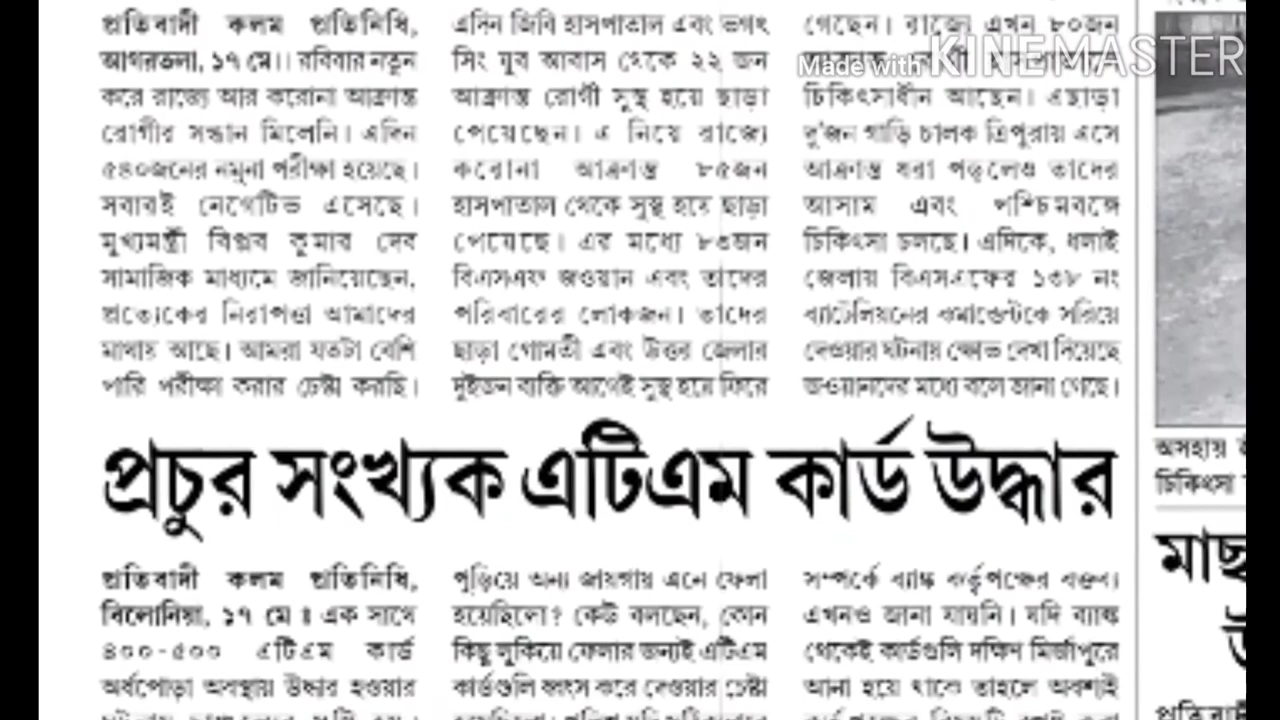 প্রতিবাদী কলম প্রতিনিধি,
আগরতলা, ১৭ মে।। রবিবার নতুন
করে রাজ্যে আর করোনা আক্রান্ত
রোগীর সন্ধান মিলেনি। এদিন
৫৪০জনের নমুনা পরীক্ষা হয়েছে।
সবারই নেগেটিভ এসেছে।
মুখ্যমন্ত্রী বিপ্লব কুমার দেব
সামাজিক মাধ্যমে জানিয়েছেন,
প্রত্যেকের নিরাপত্তা আমাদের
মাথায় আছে। আমরা যতটা বেশি
পারি পরীক্ষা করার চেষ্টা করছি।
এদিন জিবি হাসপাতাল এবং ভগৎ
সিং যুব আবাস থেকে ২২ জন
আক্রান্ত রোগী সুস্থ হয়ে ছাড়া
পেয়েছেন। এ নিয়ে রাজ্যে
করোনা আক্রান্ত ৮৫জন
হাসপাতাল থেকে সুস্থ হয়ে ছাড়া
পেয়েছে। এর মধ্যে ৮৩জন
বিএসএফ জওয়ান এবং তাদের
পরিবারের লোকজন। তাদের
ছাড়া গোমতী এবং উত্তর জেলার
দুইজন ব্যক্তি আগেই সুস্থ হয়ে ফিরে
গেছেন। রাজ্যে এখন ৮০জন
Made with KINEMASTER
চিকিৎসাধীন আছেন। এছাড়া
দু'জন গাড়ি চালক ত্রিপুরায় এসে
আক্রান্ত ধরা পড়লেও তাদের
আসাম এবং পশ্চিমবঙ্গে
চিকিৎসা চলছে। এদিকে, ধলাই
জেলায় বিএসএফের ১৩৮ নং
ব্যাটেলিয়নের কমান্ডেন্টকে সরিয়ে
দেওয়ার ঘটনায় ক্ষোভ দেখা দিয়েছে
জওয়ানদের মধ্যে বলে জানা গেছে।
প্রচুর সংখ্যক এটিএম কার্ড উদ্ধার
প্রতিবাদী কলম প্রতিনিধি,
বিলোনিয়া, ১৭ মে ঃ এক সাথে
৪০০-৫০০ এটিএম কার্ড
অর্ধপোড়া অবস্থায় উদ্ধার হওয়ার
পুড়িয়ে অন্য জায়গায় এনে ফেলা
হয়েছিলো? কেউ বলছেন, কোন
কিছু লুকিয়ে ফেলার জন্যই এটিএম
কার্ডগুলি ধ্বংস করে দেওয়ার চেষ্টা
সম্পর্কে ব্যাঙ্ক কর্তৃপক্ষের বক্তব্য
এখনও জানা যায়নি। যদি ব্যাঙ্ক
থেকেই কার্ডগুলি দক্ষিণ মির্জাপুরে
আনা হয়ে থাকে তাহলে অবশ্যই
অসহায়
চিকিৎসা
মাছ